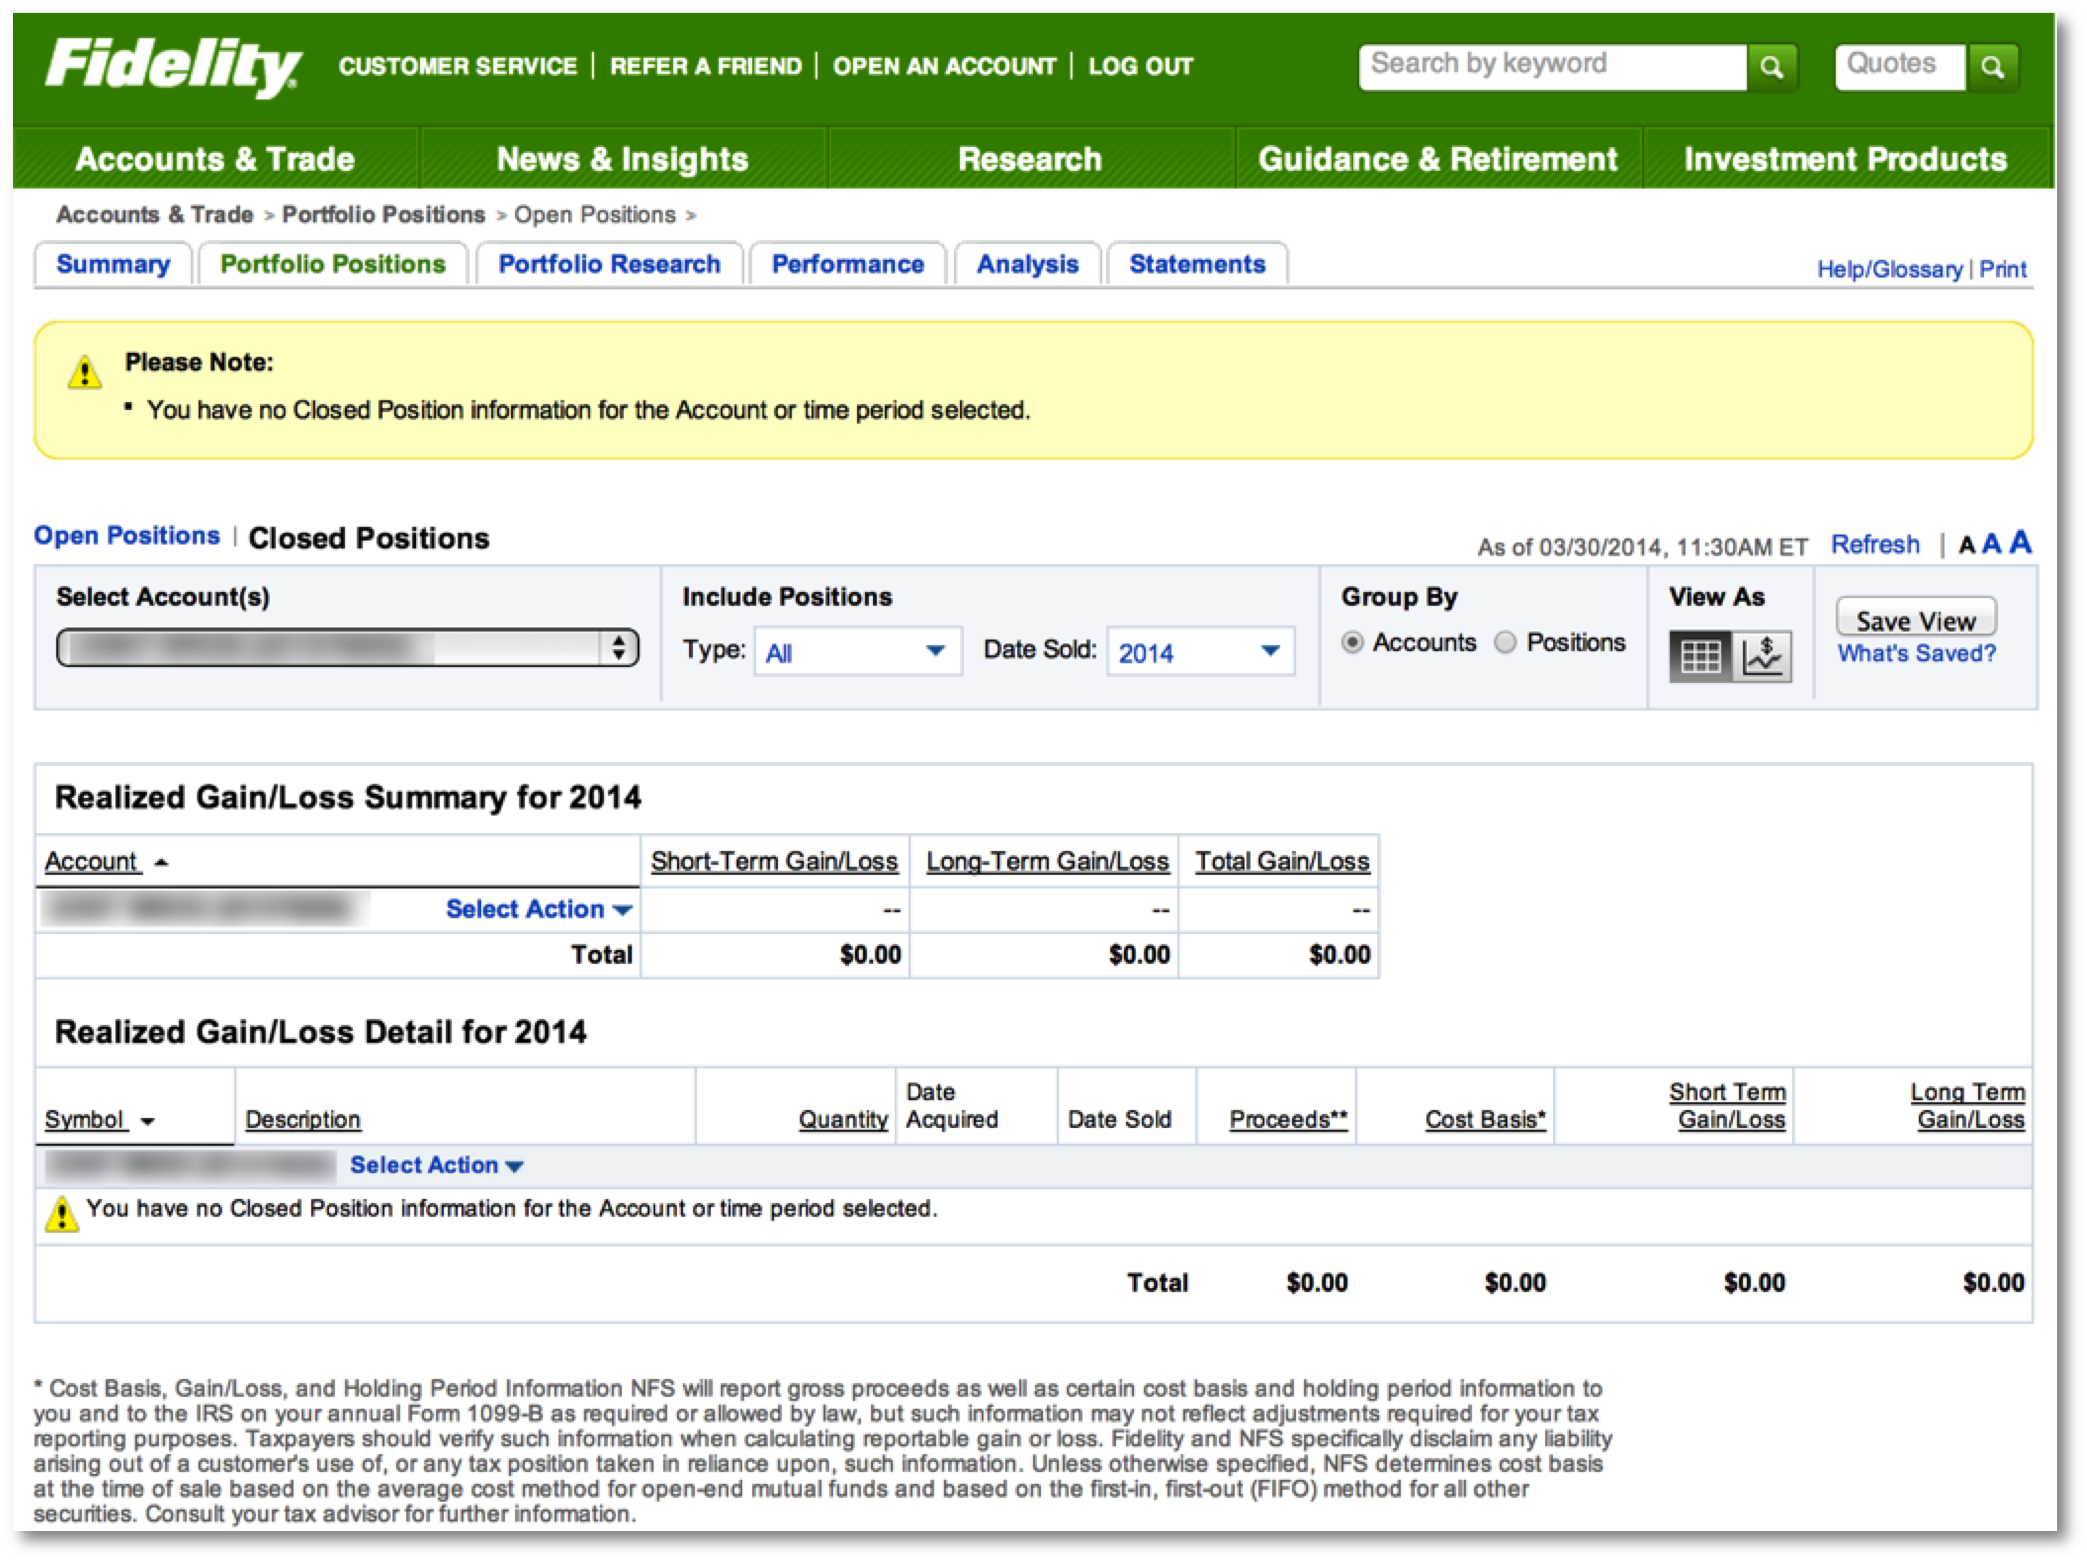 Fidelity
CUSTOMER SERVICE | REFER A FRIEND | OPEN AN ACCOUNT | LOG OUT
Search by keyword
Quotes
Accounts & Trade
News & Insights
Research
Guidance & Retirement
Investment Products
Accounts & Trade > Portfolio Positions > Open Positions >
Summary
Portfolio Positions
Portfolio Research
Performance
Analysis
Statements
Help/Glossary | Print
Please Note:
▪ You have no Closed Position information for the Account or time period selected.
Open Positions | Closed Positions
As of 03/30/2014, 11:30AM ET Refresh | A A A
Select Account(s)
Include Positions
Type: All Date Sold: 2014
Group By
Accounts Positions
View As
Save View
What's Saved?
Realized Gain/Loss Summary for 2014
Account Short-Term Gain/Loss Long-Term Gain/Loss Total Gain/Loss
Select Action -- -- --
Total $0.00 $0.00 $0.00
Realized Gain/Loss Detail for 2014
Symbol Description Quantity Date Acquired Date Sold Proceeds** Cost Basis* Short Term Gain/Loss Long Term Gain/Loss
Select Action
You have no Closed Position information for the Account or time period selected.
Total $0.00 $0.00 $0.00 $0.00
* Cost Basis, Gain/Loss, and Holding Period Information NFS will report gross proceeds as well as certain cost basis and holding period information to
you and to the IRS on your annual Form 1099-B as required or allowed by law, but such information may not reflect adjustments required for your tax
reporting purposes. Taxpayers should verify such information when calculating reportable gain or loss. Fidelity and NFS specifically disclaim any liability
arising out of a customer's use of, or any tax position taken in reliance upon, such information. Unless otherwise specified, NFS determines cost basis
at the time of sale based on the average cost method for open-end mutual funds and based on the first-in, first-out (FIFO) method for all other
securities. Consult your tax advisor for further information.